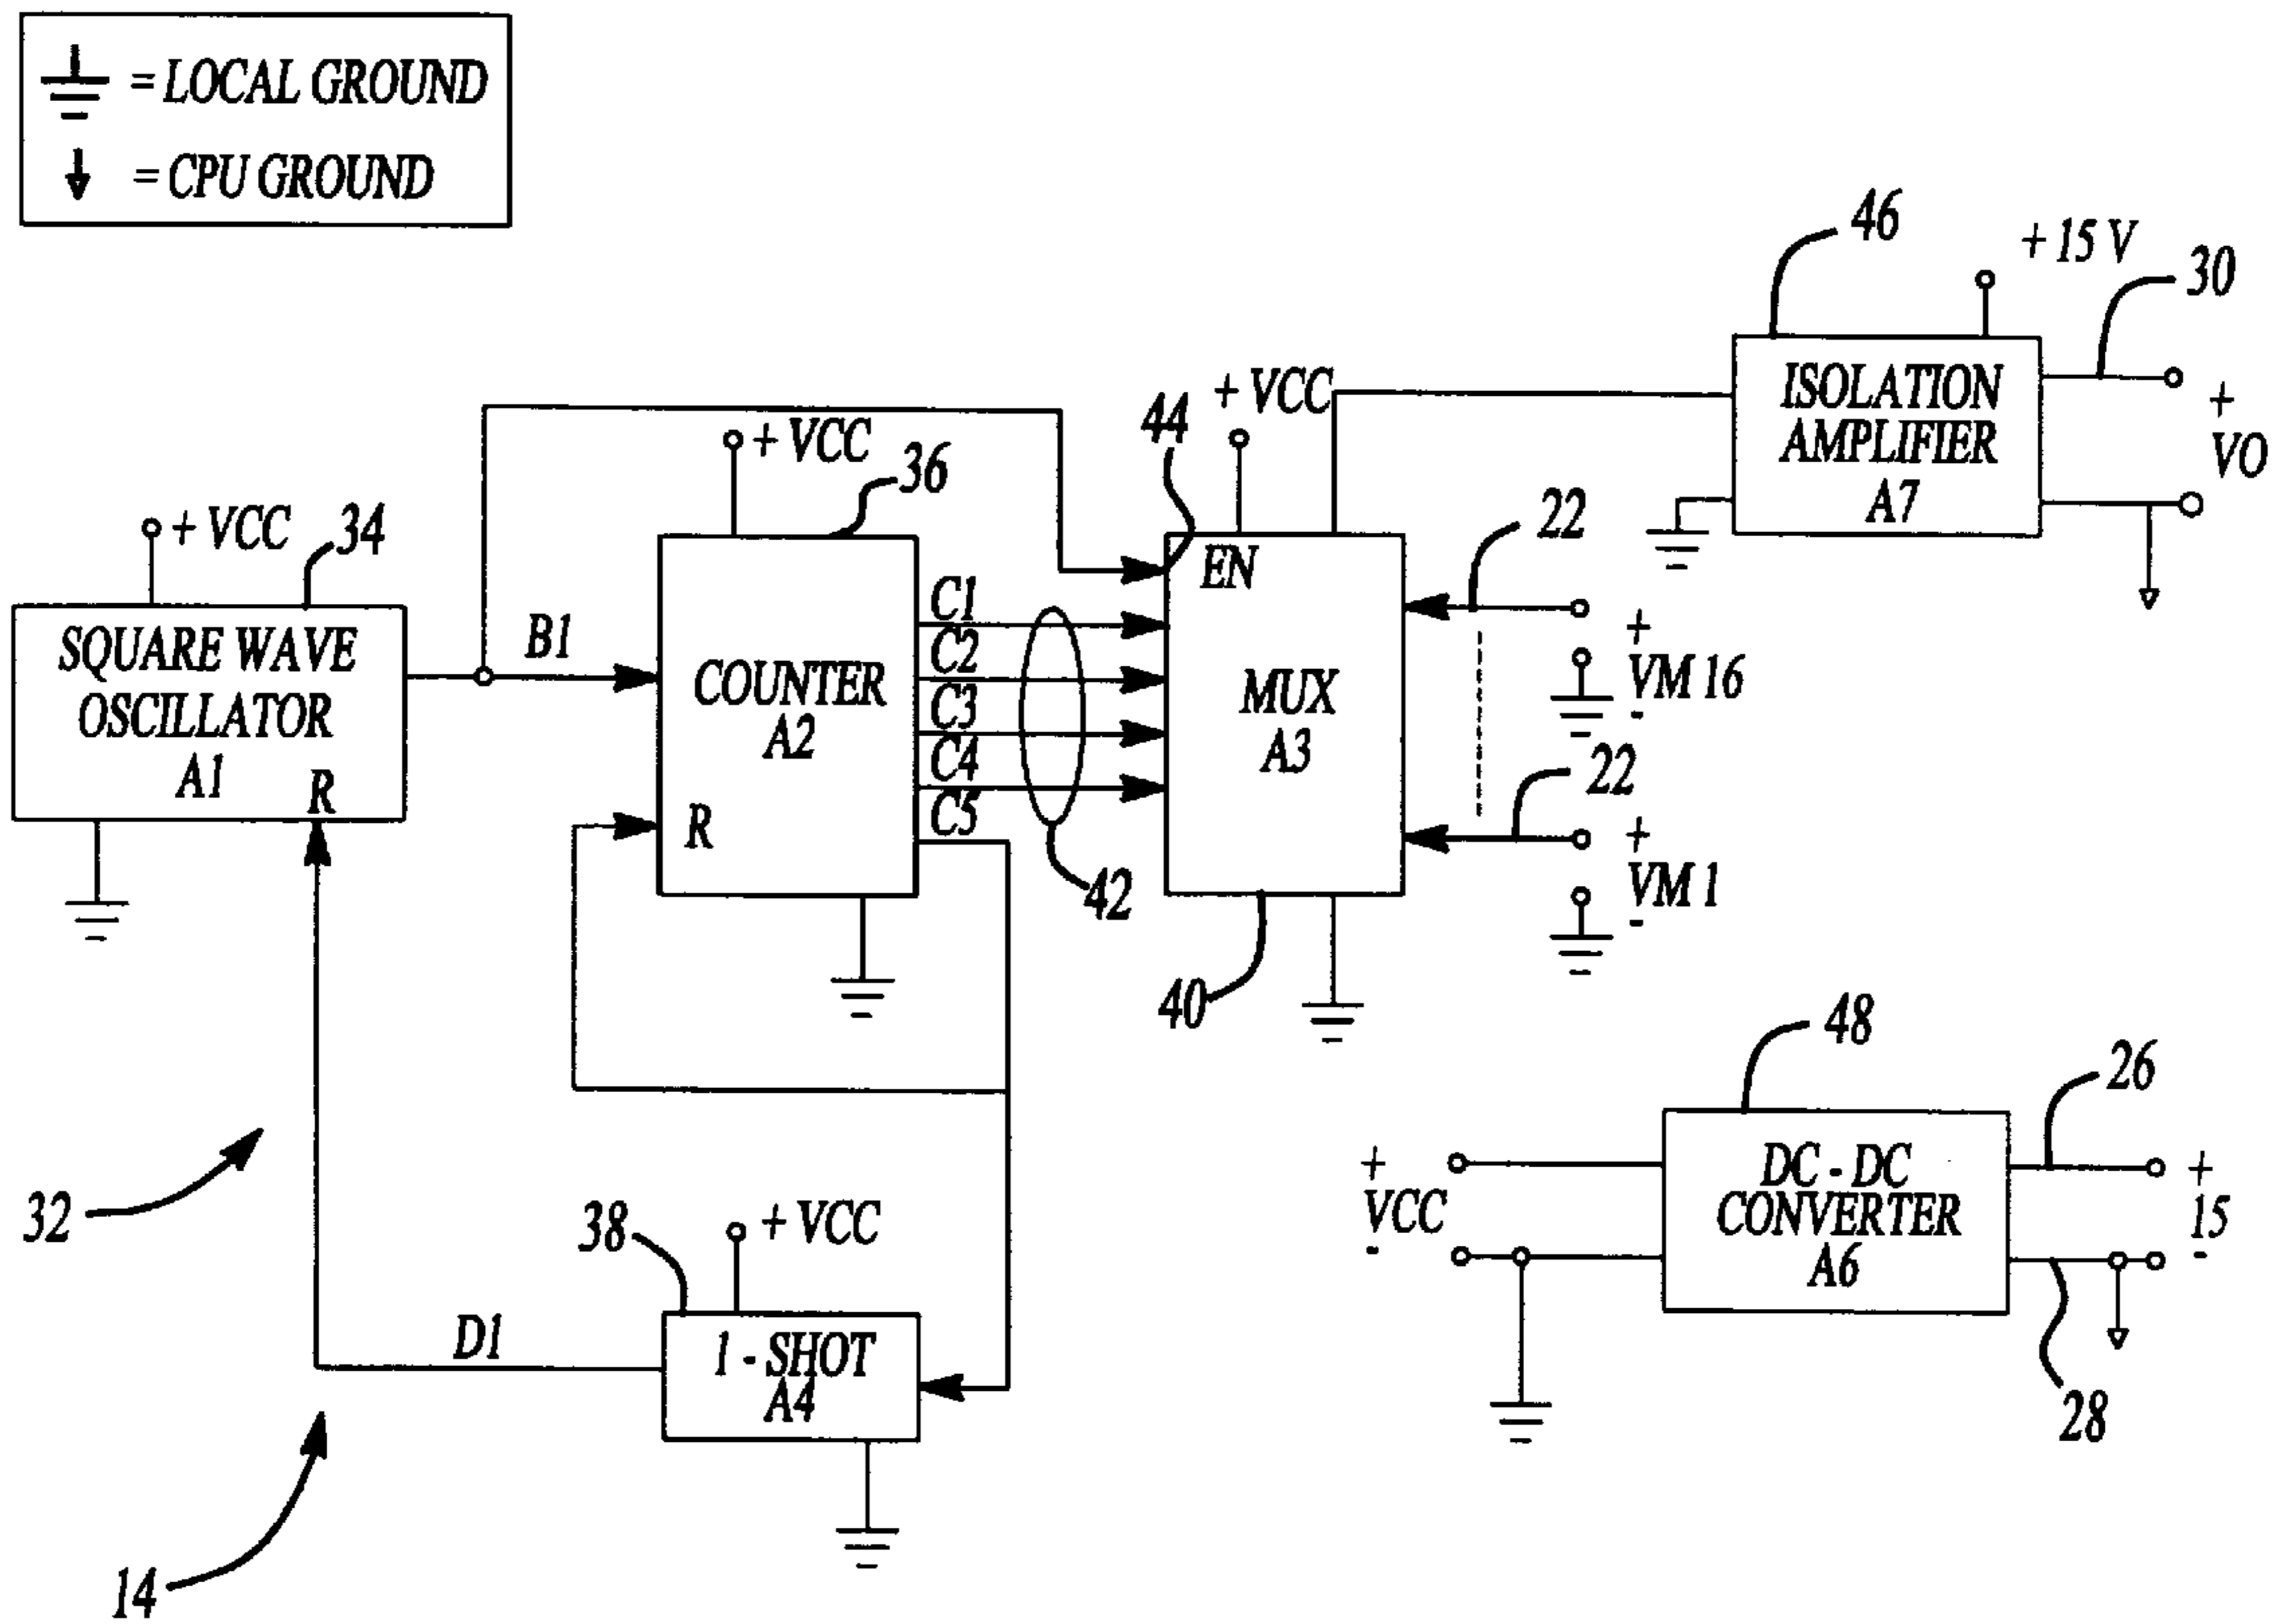 = LOCAL GROUND
= CPU GROUND
46
+ 15 V
30
ISOLATION
AMPLIFIER
A7
+
VO
+ VCC
44
+ VCC
36
22
+ VCC
34
EN
SQUARE WAVE
OSCILLATOR
A1
R
B1
COUNTER
A2
R
C1
C2
C3
C4
C5
42
MUX
A3
+
VM 16
-
22
+
VM 1
-
40
48
26
+
VCC
-
DC - DC
CONVERTER
A6
+
15
-
28
32
38
+ VCC
D1
1 - SHOT
A4
14